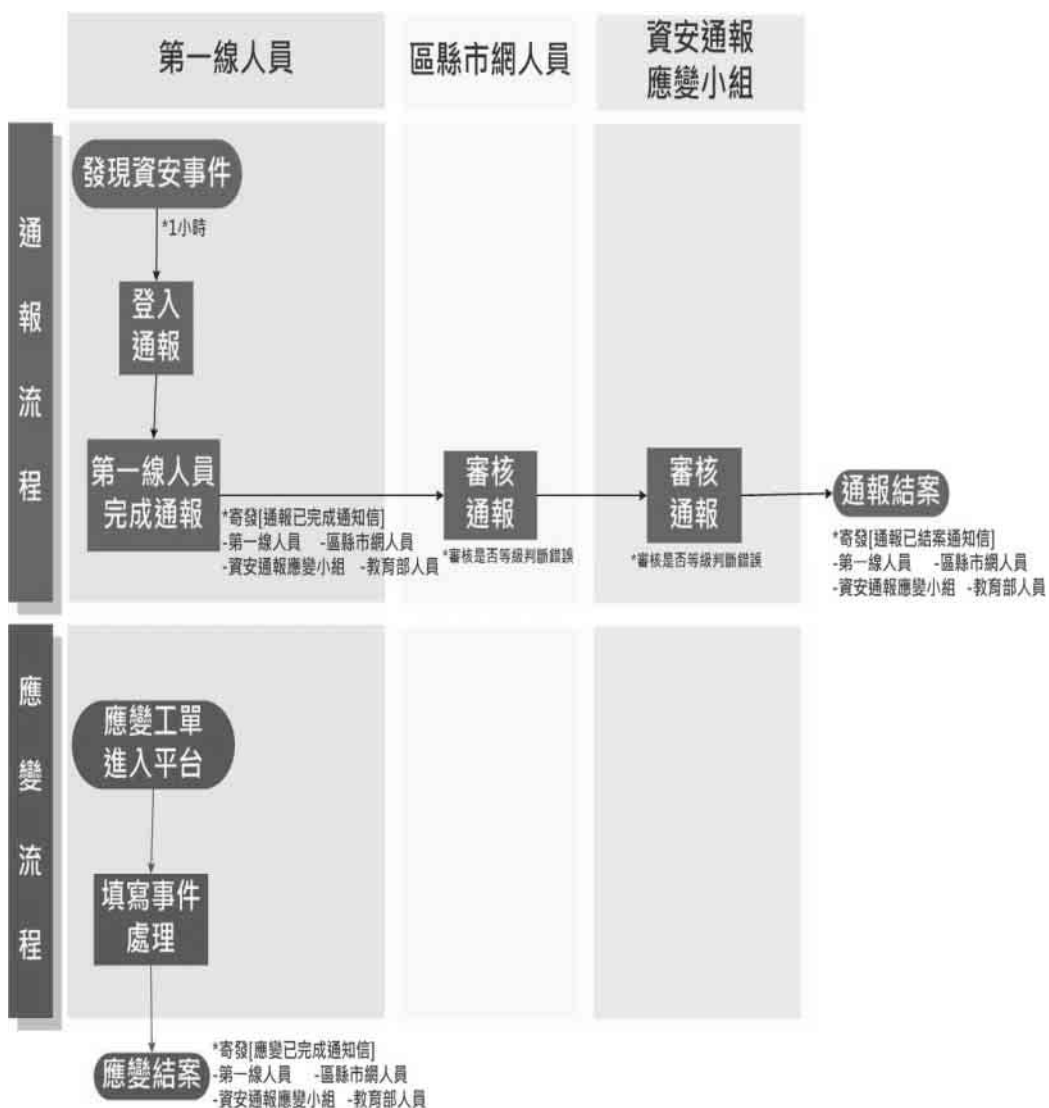 第一線人員
區縣市網人員
資安通報
應變小組
通報流程
發現資安事件
*1小時
登入
通報
第一線人員
完成通報
*寄發[通報已完成通知信]
-第一線人員 -區縣市網人員
-資安通報應變小組 -教育部人員
審核
通報
*審核是否等級判斷錯誤
審核
通報
*審核是否等級判斷錯誤
通報結案
*寄發[通報已結案通知信]
-第一線人員 -區縣市網人員
-資安通報應變小組 -教育部人員
應變流程
應變工單
進入平台
填寫事件
處理
應變結案
*寄發[應變已完成通知信]
-第一線人員 -區縣市網人員
-資安通報應變小組 -教育部人員